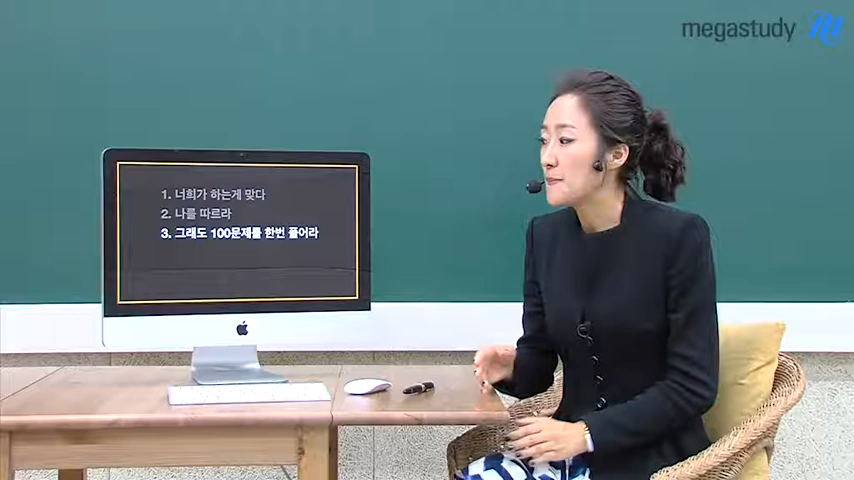 megastudy
1. 너희가 하는게 맞다
2. 나를 따르라
3. 그래도 100문제를 한번 풀어라